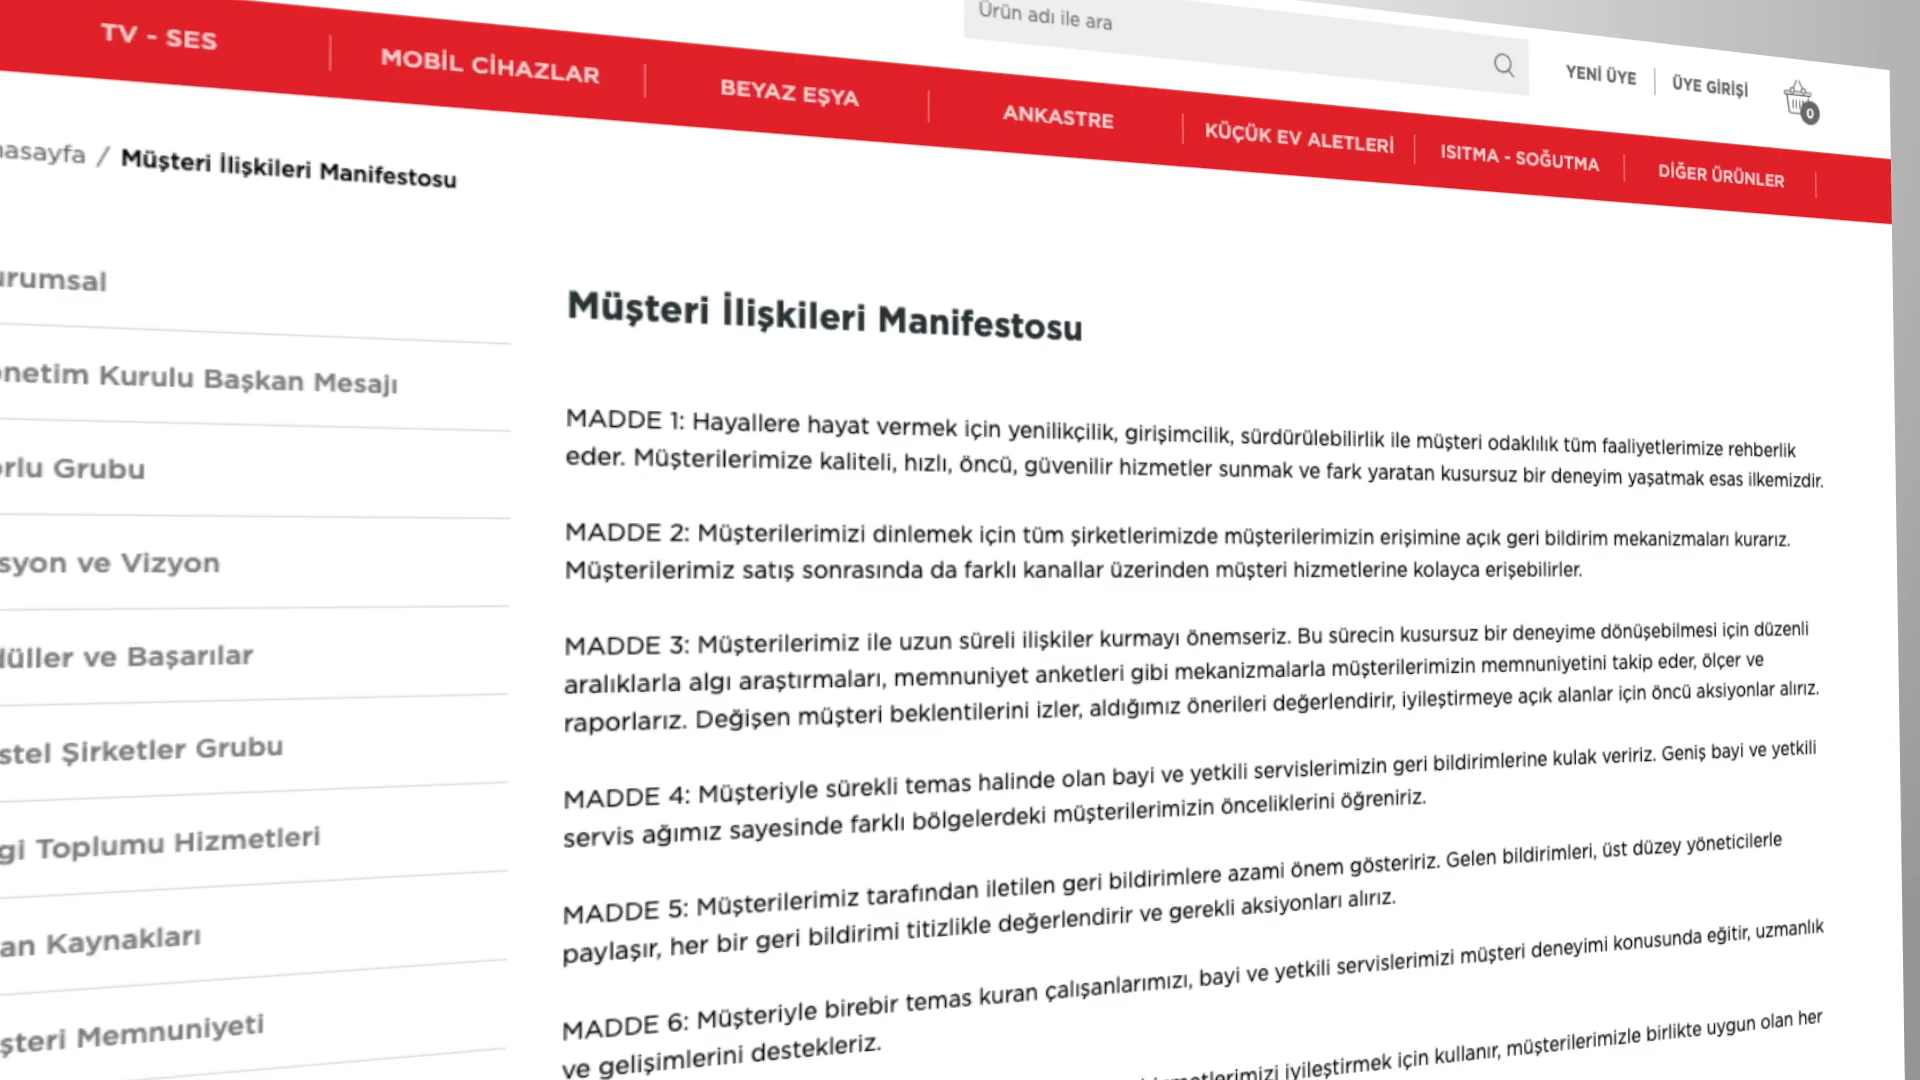 Ürün adı ile ara
YENİ ÜYE
ÜYE GİRİŞİ
0
TV - SES
MOBİL CİHAZLAR
BEYAZ EŞYA
ANKASTRE
KÜÇÜK EV ALETLERİ
ISITMA - SOĞUTMA
DİĞER ÜRÜNLER
/ Müşteri İlişkileri Manifestosu
Kurulu Başkan Mesajı
Grubu
ve Vizyon
ve Başarılar
Şirketler Grubu
Toplumu Hizmetleri
Kaynakları
Memnuniyeti
Müşteri İlişkileri Manifestosu
MADDE 1: Hayallere hayat vermek için yenilikçilik, girişimcilik, sürdürülebilirlik ile müşteri odaklılık tüm faaliyetlerimize rehberlik
eder. Müşterilerimize kaliteli, hızlı, öncü, güvenilir hizmetler sunmak ve fark yaratan kusursuz bir deneyim yaşatmak esas ilkemizdir.
MADDE 2: Müşterilerimizi dinlemek için tüm şirketlerimizde müşterilerimizin erişimine açık geri bildirim mekanizmaları kurarız.
Müşterilerimiz satış sonrasında da farklı kanallar üzerinden müşteri hizmetlerine kolayca erişebilirler.
MADDE 3: Müşterilerimiz ile uzun süreli ilişkiler kurmayı önemseriz. Bu sürecin kusursuz bir deneyime dönüşebilmesi için düzenli
aralıklarla algı araştırmaları, memnuniyet anketleri gibi mekanizmalarla müşterilerimizin memnuniyetini takip eder, ölçer ve
raporlarız. Değişen müşteri beklentilerini izler, aldığımız önerileri değerlendirir, iyileştirmeye açık alanlar için öncü aksiyonlar alırız.
MADDE 4: Müşteriyle sürekli temas halinde olan bayi ve yetkili servislerimizin geri bildirimlerine kulak veririz. Geniş bayi ve yetkili
servis ağımız sayesinde farklı bölgelerdeki müşterilerimizin önceliklerini öğreniriz.
MADDE 5: Müşterilerimiz tarafından iletilen geri bildirimlere azami önem gösteririz. Gelen bildirimleri, üst düzey yöneticilerle
paylaşır, her bir geri bildirimi titizlikle değerlendirir ve gerekli aksiyonları alırız.
MADDE 6: Müşteriyle birebir temas kuran çalışanlarımızı, bayi ve yetkili servislerimizi müşteri deneyimi konusunda eğitir, uzmanlık
ve gelişimlerini destekleriz.
iyileştirmek için kullanır, müşterilerimizle birlikte uygun olan her